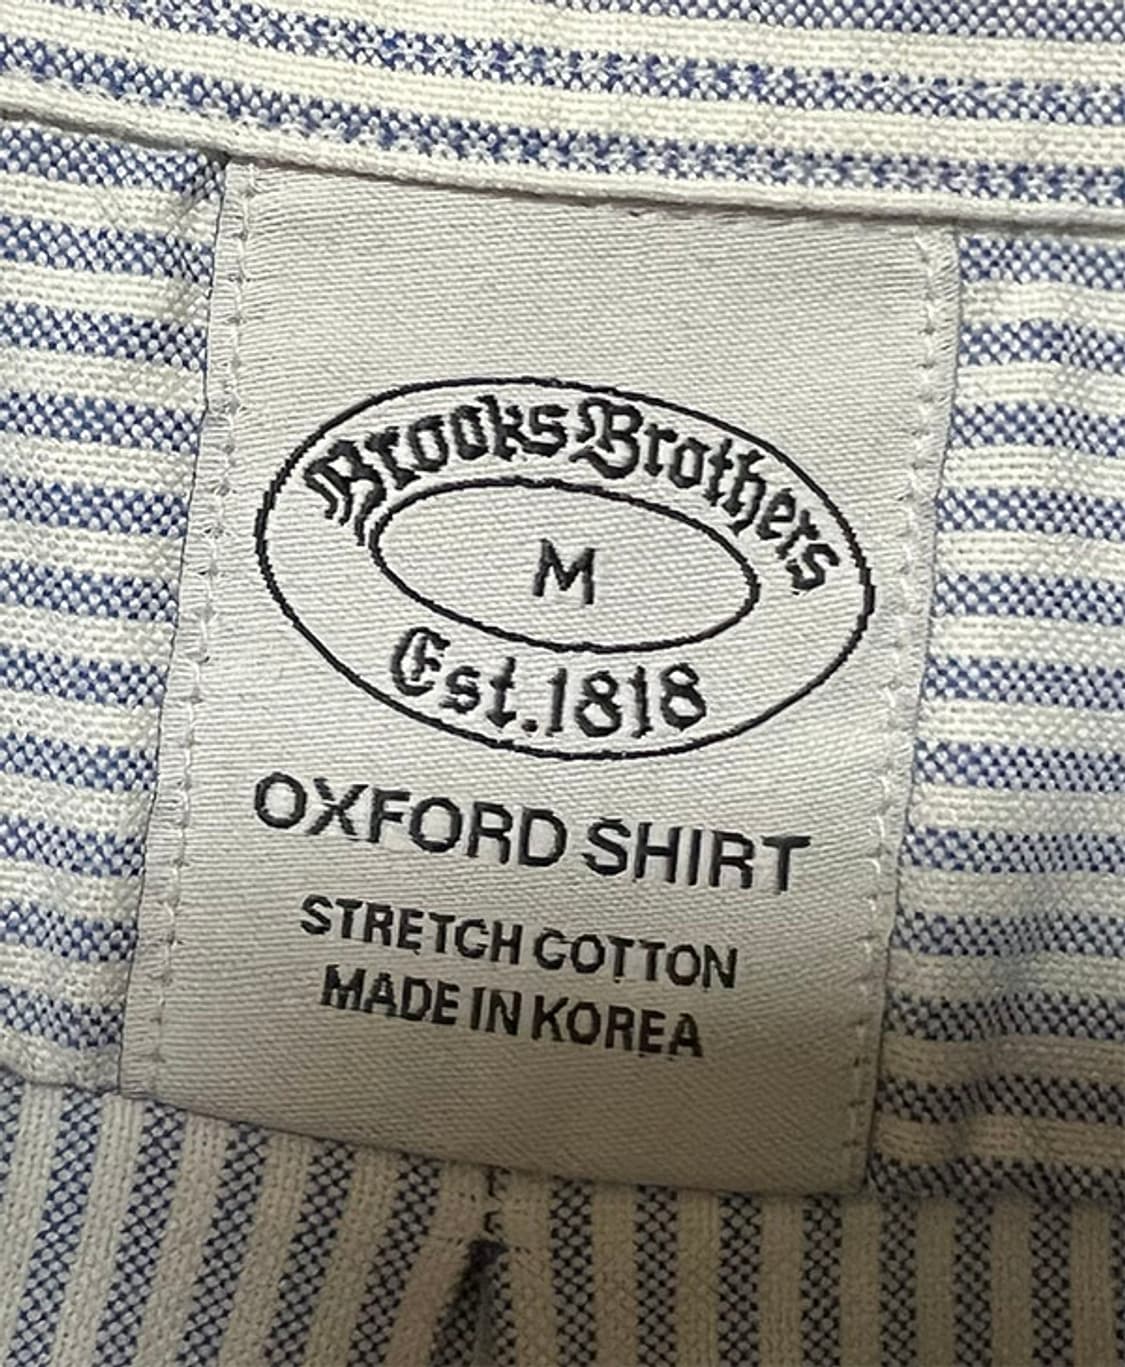 Brooks Brothers
M
Est. 1818
OXFORD SHIRT
STRETCH COTTON
MADE IN KOREA